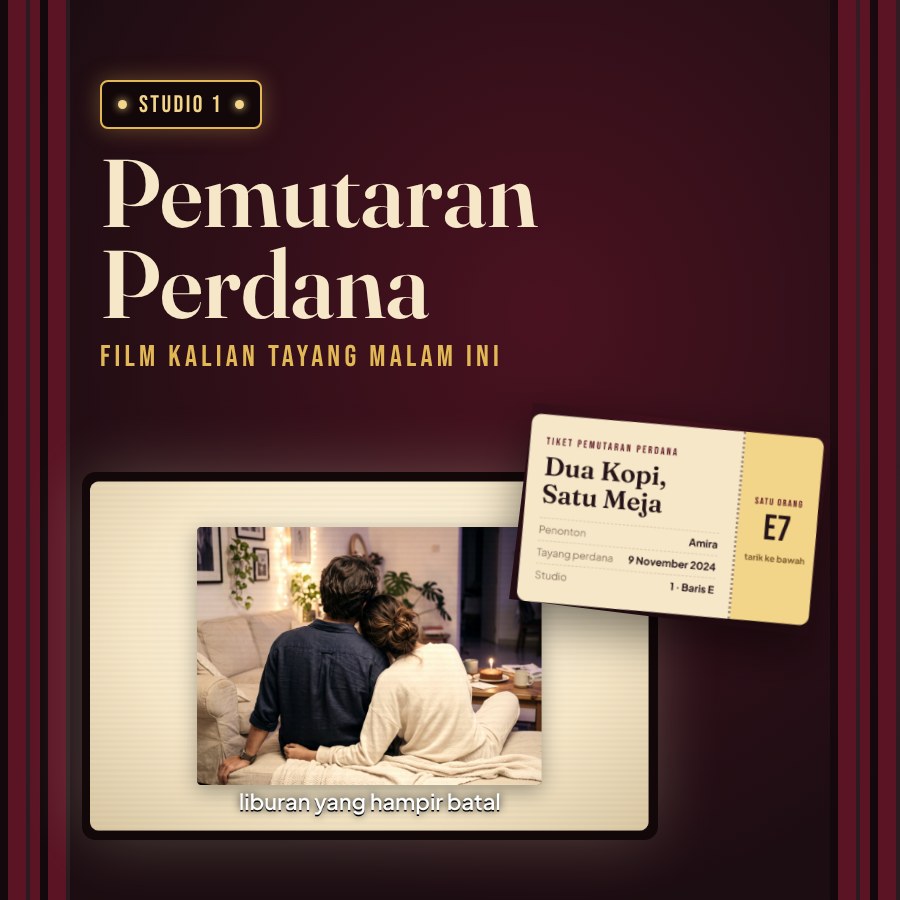 STUDIO 1
Pemutaran
Perdana
FILM KALIAN TAYANG MALAM INI
TIKET PEMUTARAN PERDANA
Dua Kopi,
Satu Meja
Penonton Amira
Tayang perdana 9 November 2024
Studio 1 · Baris E
SATU ORANG
E7
tarik ke bawah
liburan yang hampir batal